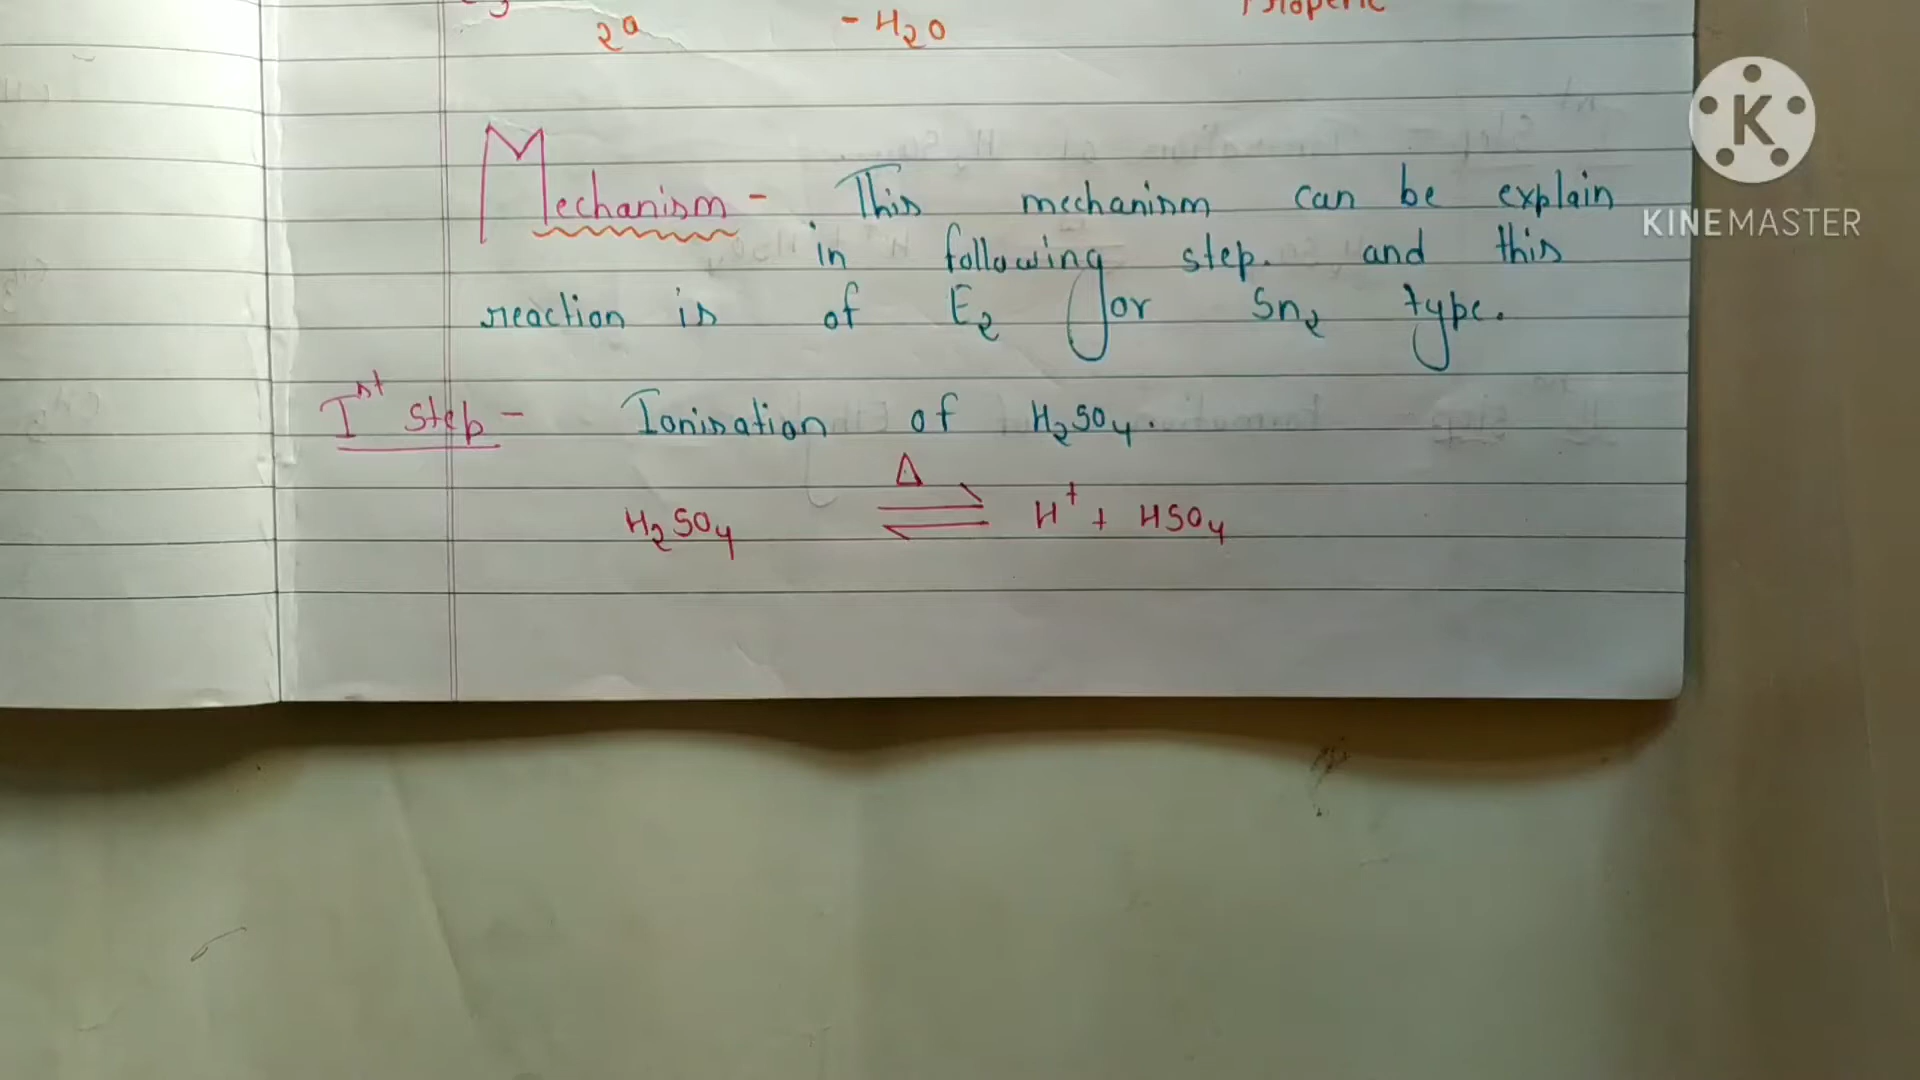 2º - H₂O
Mechanism - This mechanism can be explain
in following step. and this
reaction is of E₂ or Sn₂ type.
Iˢᵗ Step - Ionisation of H₂SO₄.
Δ
H₂SO₄ ⇌ H⁺ + HSO₄
K
KINEMASTER